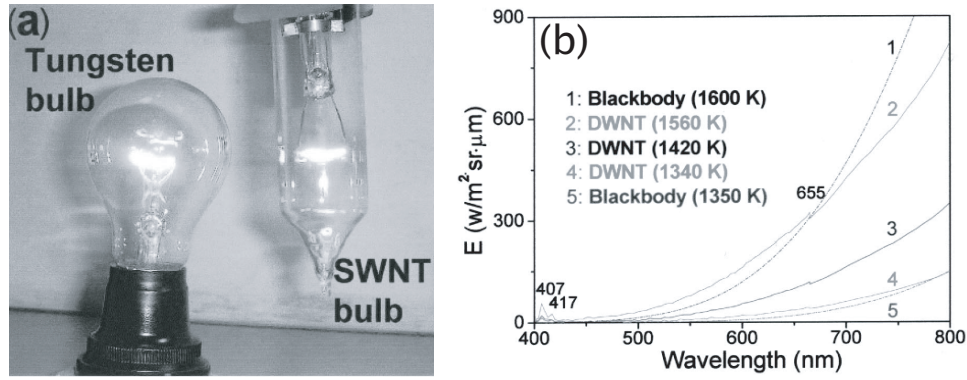 (a)
Tungsten
bulb
SWNT
bulb
(b)
E (w/m²·sr·μm)
900
600
300
0
1: Blackbody (1600 K)
2: DWNT (1560 K)
3: DWNT (1420 K)
4: DWNT (1340 K)
5: Blackbody (1350 K)
1
2
655
3
4
5
407
417
400
500
600
700
800
Wavelength (nm)